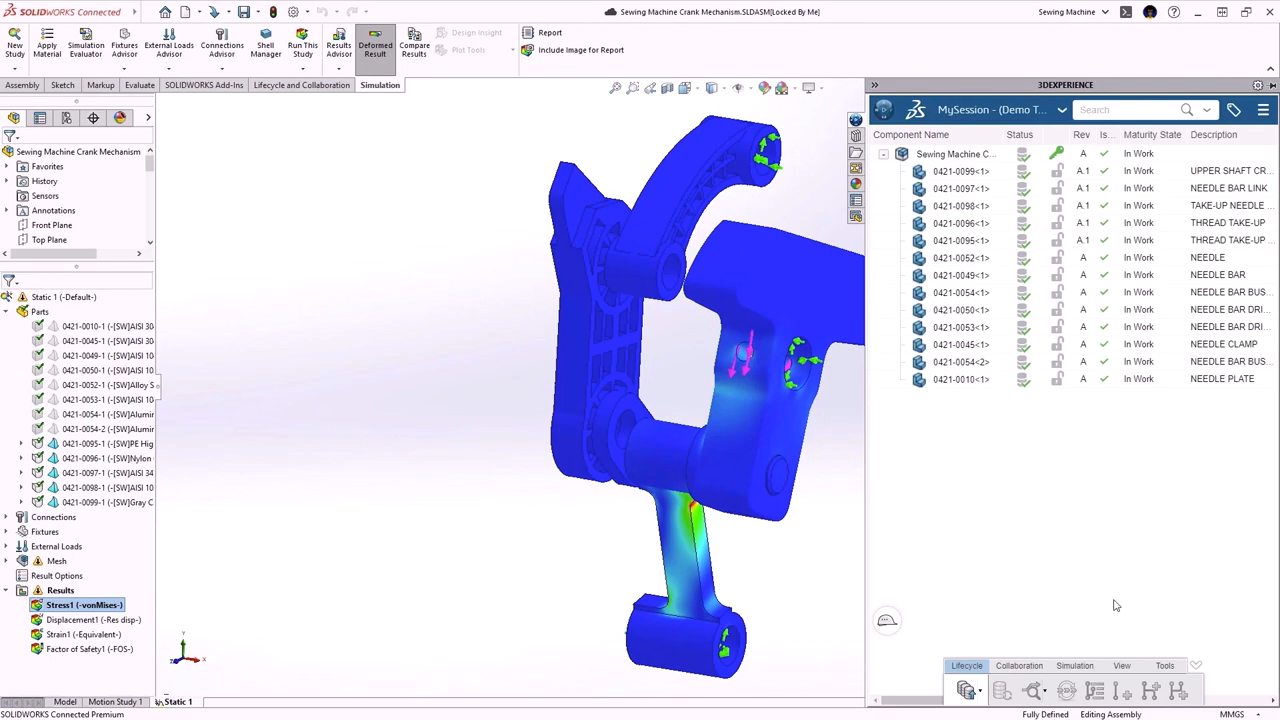 SOLIDWORKS Connected
Sewing Machine Crank Mechanism.SLDASM[Locked By Me]
Sewing Machine
New Study
Apply Material
Simulation Evaluator
Fixtures Advisor
External Loads Advisor
Connections Advisor
Shell Manager
Run This Study
Results Advisor
Deformed Result
Compare Results
Design Insight
Plot Tools
Report
Include Image for Report
Assembly
Sketch
Markup
Evaluate
SOLIDWORKS Add-Ins
Lifecycle and Collaboration
Simulation
Sewing Machine Crank Mechanism
Favorites
History
Sensors
Annotations
Front Plane
Top Plane
Static 1 (-Default-)
Parts
0421-0010-1 (-[SW]AISI 30
0421-0045-1 (-[SW]AISI 30
0421-0049-1 (-[SW]AISI 10
0421-0050-1 (-[SW]AISI 10
0421-0052-1 (-[SW]Alloy S
0421-0053-1 (-[SW]AISI 10
0421-0054-1 (-[SW]Alumir
0421-0054-2 (-[SW]Alumir
0421-0095-1 (-[SW]PE Hig
0421-0096-1 (-[SW]Nylon
0421-0097-1 (-[SW]AISI 34
0421-0098-1 (-[SW]AISI 10
0421-0099-1 (-[SW]Gray C
Connections
Fixtures
External Loads
Mesh
Result Options
Results
Stress1 (-vonMises-)
Displacement1 (-Res disp-)
Strain1 (-Equivalent-)
Factor of Safety1 (-FOS-)
Y
X
Z
Model
Motion Study 1
Static 1
SOLIDWORKS Connected Premium
3DEXPERIENCE
MySession - (Demo T...
Search
Component Name Status Rev Is... Maturity State Description
Sewing Machine C... A In Work
0421-0099<1> A.1 In Work UPPER SHAFT CR...
0421-0097<1> A.1 In Work NEEDLE BAR LINK
0421-0098<1> A.1 In Work TAKE-UP NEEDLE ...
0421-0096<1> A.1 In Work THREAD TAKE-UP
0421-0095<1> A.1 In Work THREAD TAKE-UP ...
0421-0052<1> A In Work NEEDLE
0421-0049<1> A In Work NEEDLE BAR
0421-0054<1> A In Work NEEDLE BAR BUS...
0421-0050<1> A In Work NEEDLE BAR DRI...
0421-0053<1> A In Work NEEDLE BAR DRI...
0421-0045<1> A In Work NEEDLE CLAMP
0421-0054<2> A In Work NEEDLE BAR BUS...
0421-0010<1> A In Work NEEDLE PLATE
Lifecycle
Collaboration
Simulation
View
Tools
Fully Defined
Editing Assembly
MMGS